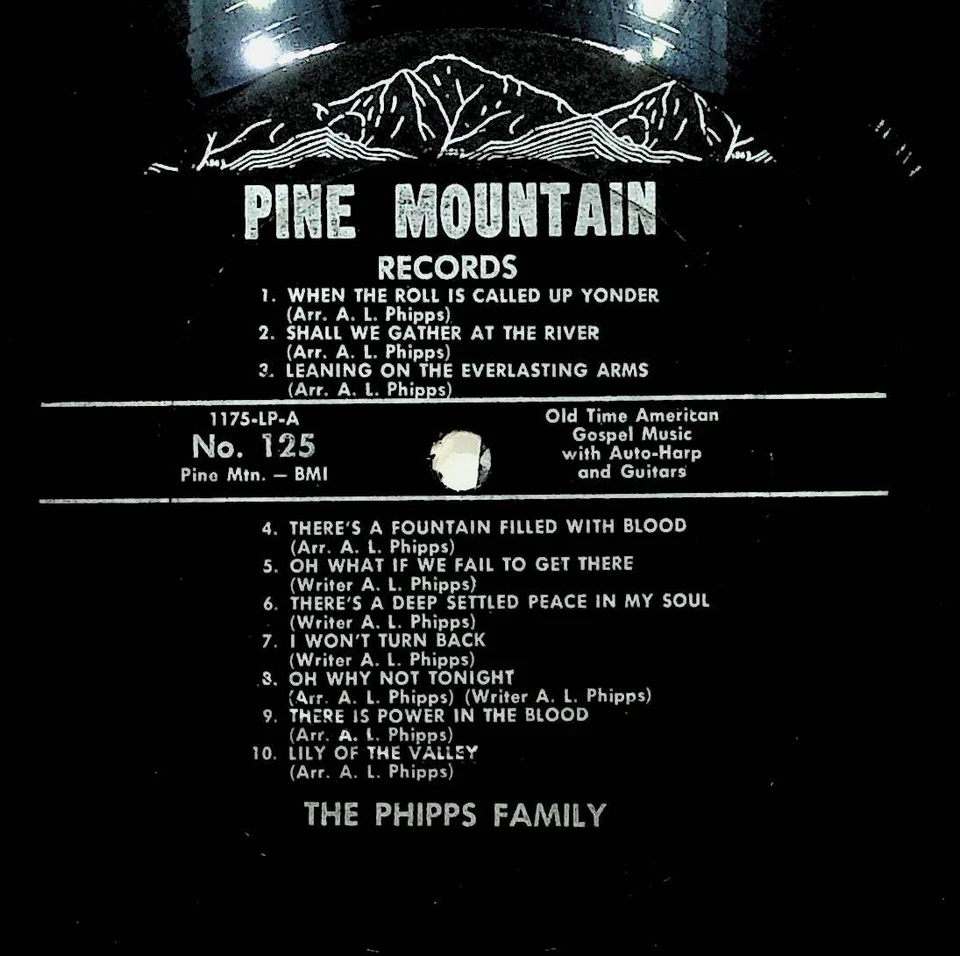 PINE MOUNTAIN
RECORDS
1. WHEN THE ROLL IS CALLED UP YONDER
(Arr. A. L. Phipps)
2. SHALL WE GATHER AT THE RIVER
(Arr. A. L. Phipps)
3. LEANING ON THE EVERLASTING ARMS
(Arr. A. L. Phipps)
1175-LP-A
No. 125
Pine Mtn. — BMI
Old Time American
Gospel Music
with Auto-Harp
and Guitars
4. THERE'S A FOUNTAIN FILLED WITH BLOOD
(Arr. A. L. Phipps)
5. OH WHAT IF WE FAIL TO GET THERE
(Writer A. L. Phipps)
6. THERE'S A DEEP SETTLED PEACE IN MY SOUL
(Writer A. L. Phipps)
7. I WON'T TURN BACK
(Writer A. L. Phipps)
8. OH WHY NOT TONIGHT
(Arr. A. L. Phipps) (Writer A. L. Phipps)
9. THERE IS POWER IN THE BLOOD
(Arr. A. L. Phipps)
10. LILY OF THE VALLEY
(Arr. A. L. Phipps)
THE PHIPPS FAMILY